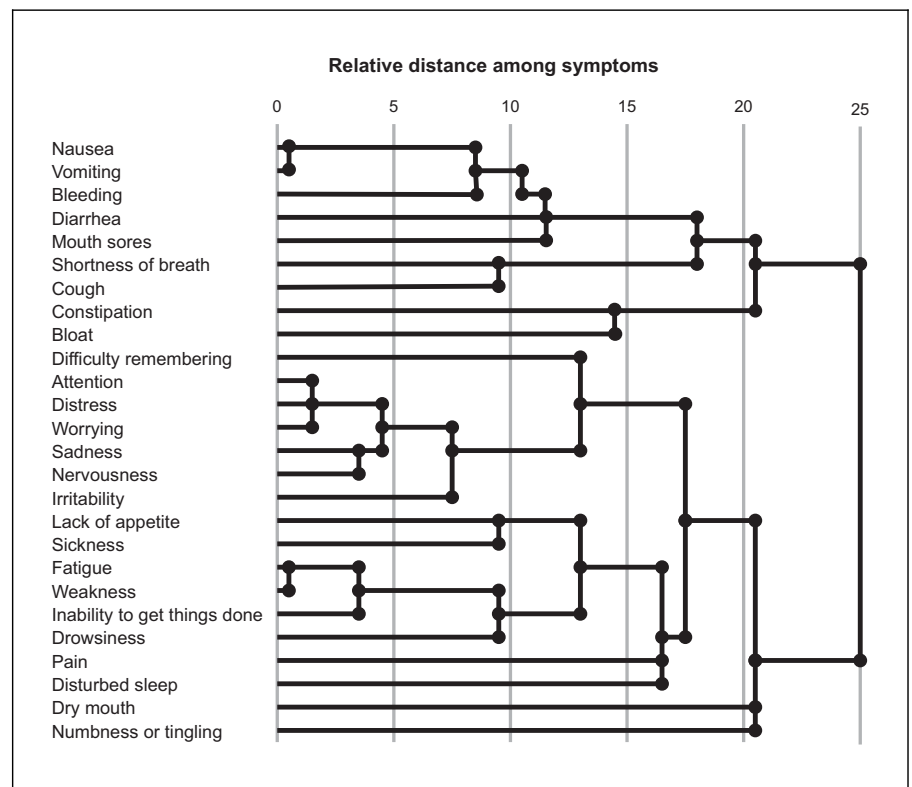 Relative distance among symptoms
0 5 10 15 20 25
Nausea
Vomiting
Bleeding
Diarrhea
Mouth sores
Shortness of breath
Cough
Constipation
Bloat
Difficulty remembering
Attention
Distress
Worrying
Sadness
Nervousness
Irritability
Lack of appetite
Sickness
Fatigue
Weakness
Inability to get things done
Drowsiness
Pain
Disturbed sleep
Dry mouth
Numbness or tingling